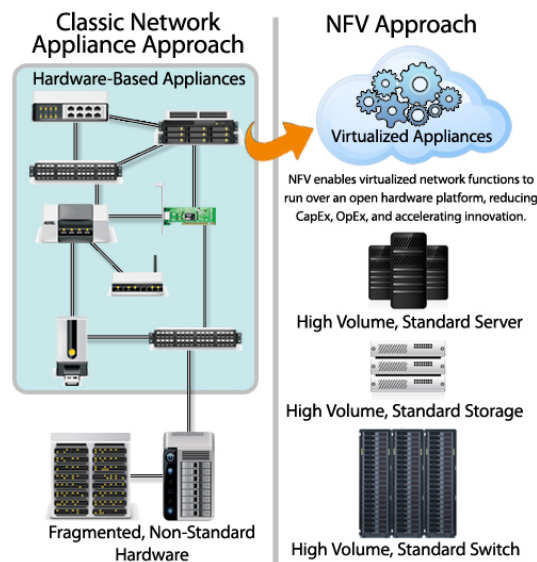 Classic Network
Appliance Approach
Hardware-Based Appliances
Fragmented, Non-Standard
Hardware
NFV Approach
Virtualized Appliances
NFV enables virtualized network functions to
run over an open hardware platform, reducing
CapEx, OpEx, and accelerating innovation.
High Volume, Standard Server
High Volume, Standard Storage
High Volume, Standard Switch